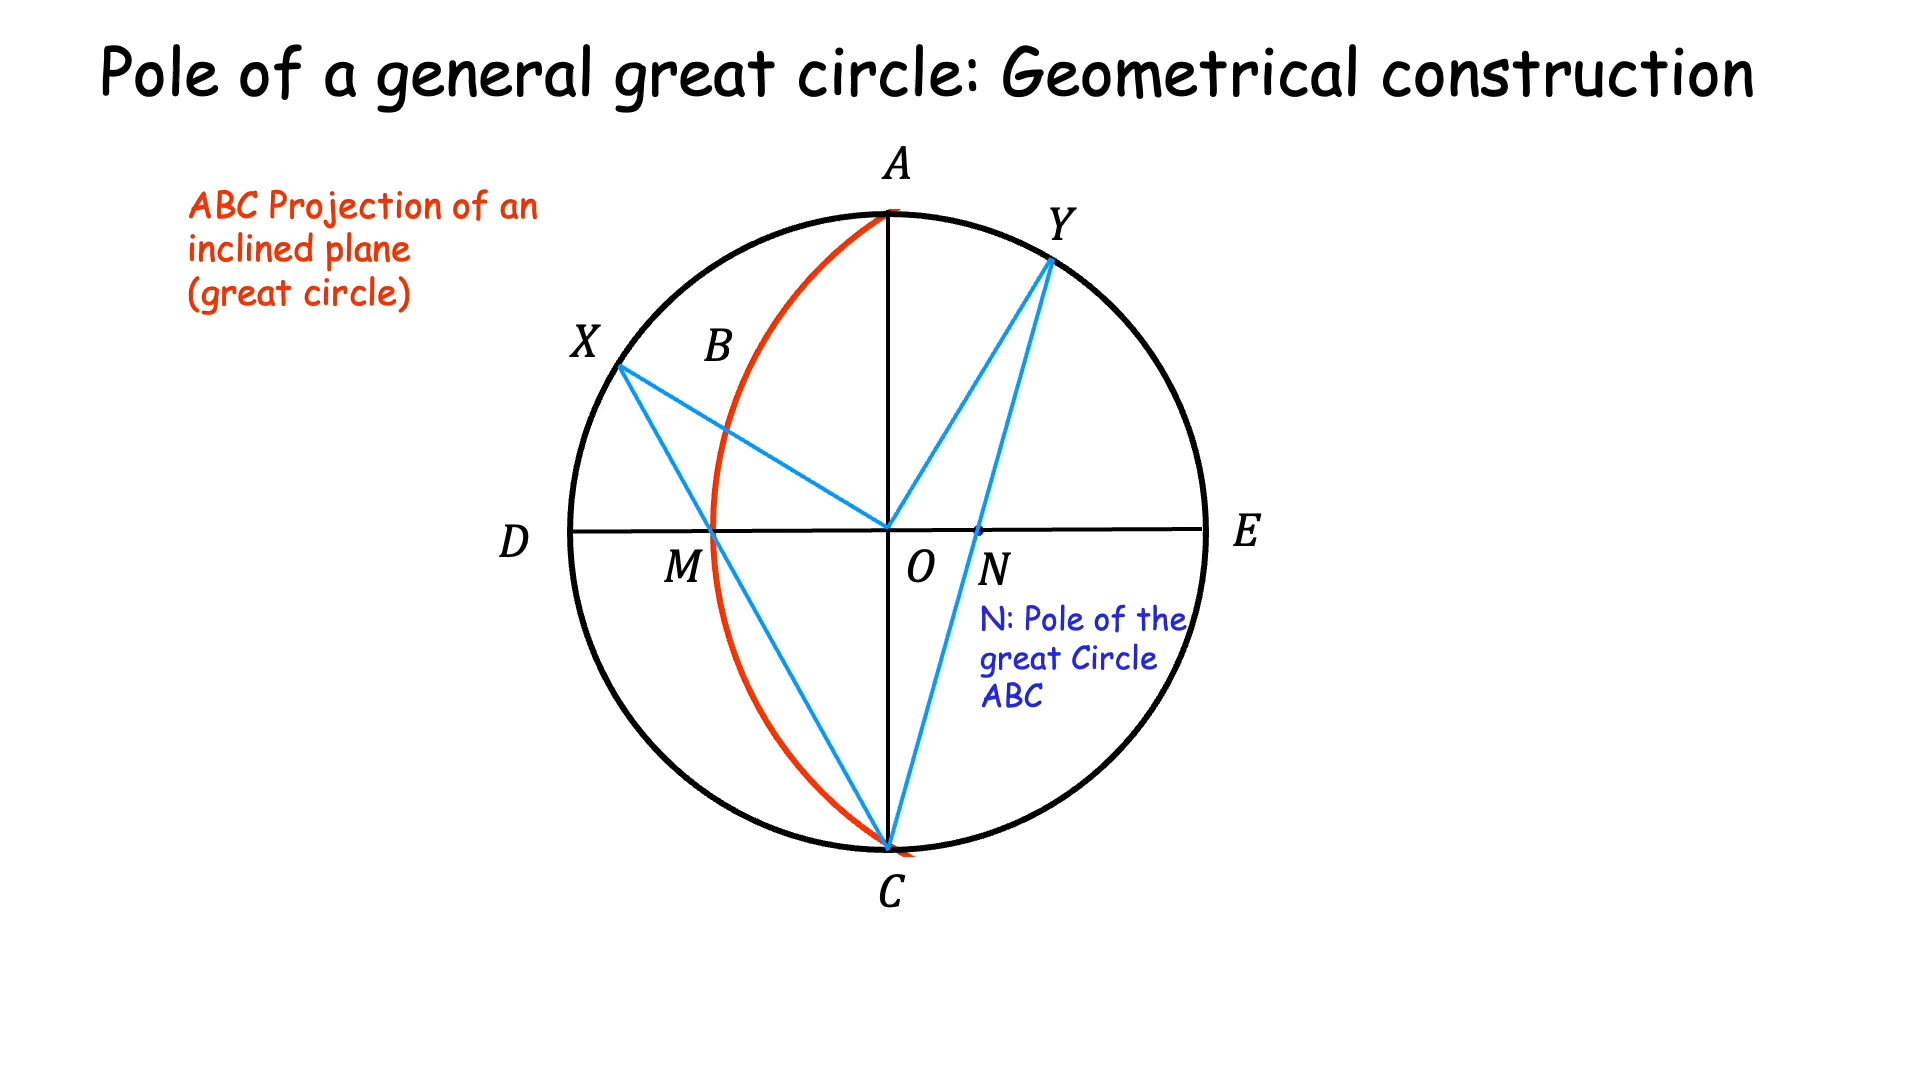 Pole of a general great circle: Geometrical construction
A
ABC Projection of an
inclined plane
(great circle)
Y
X
B
D
M
O
N
E
N: Pole of the
great Circle
ABC
C